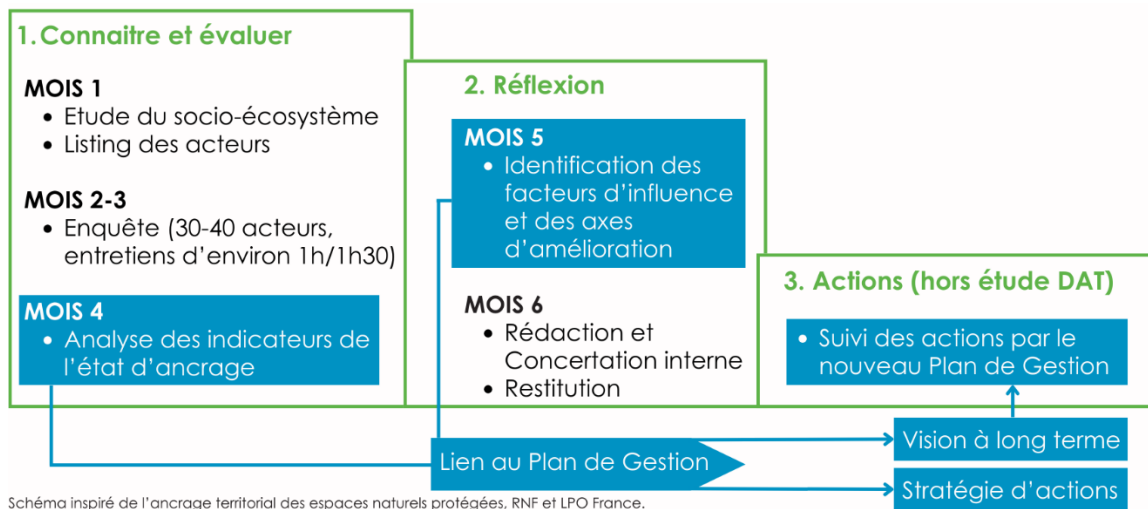 1. Connaitre et évaluer
MOIS 1
• Etude du socio-écosystème
• Listing des acteurs
MOIS 2-3
• Enquête (30-40 acteurs,
entretiens d'environ 1h/1h30)
MOIS 4
• Analyse des indicateurs de
l'état d'ancrage
2. Réflexion
MOIS 5
• Identification des
facteurs d'influence
et des axes
d'amélioration
MOIS 6
• Rédaction et
Concertation interne
• Restitution
3. Actions (hors étude DAT)
• Suivi des actions par le
nouveau Plan de Gestion
Lien au Plan de Gestion
Vision à long terme
Stratégie d'actions
Schéma inspiré de l'ancrage territorial des espaces naturels protégées, RNF et LPO France.